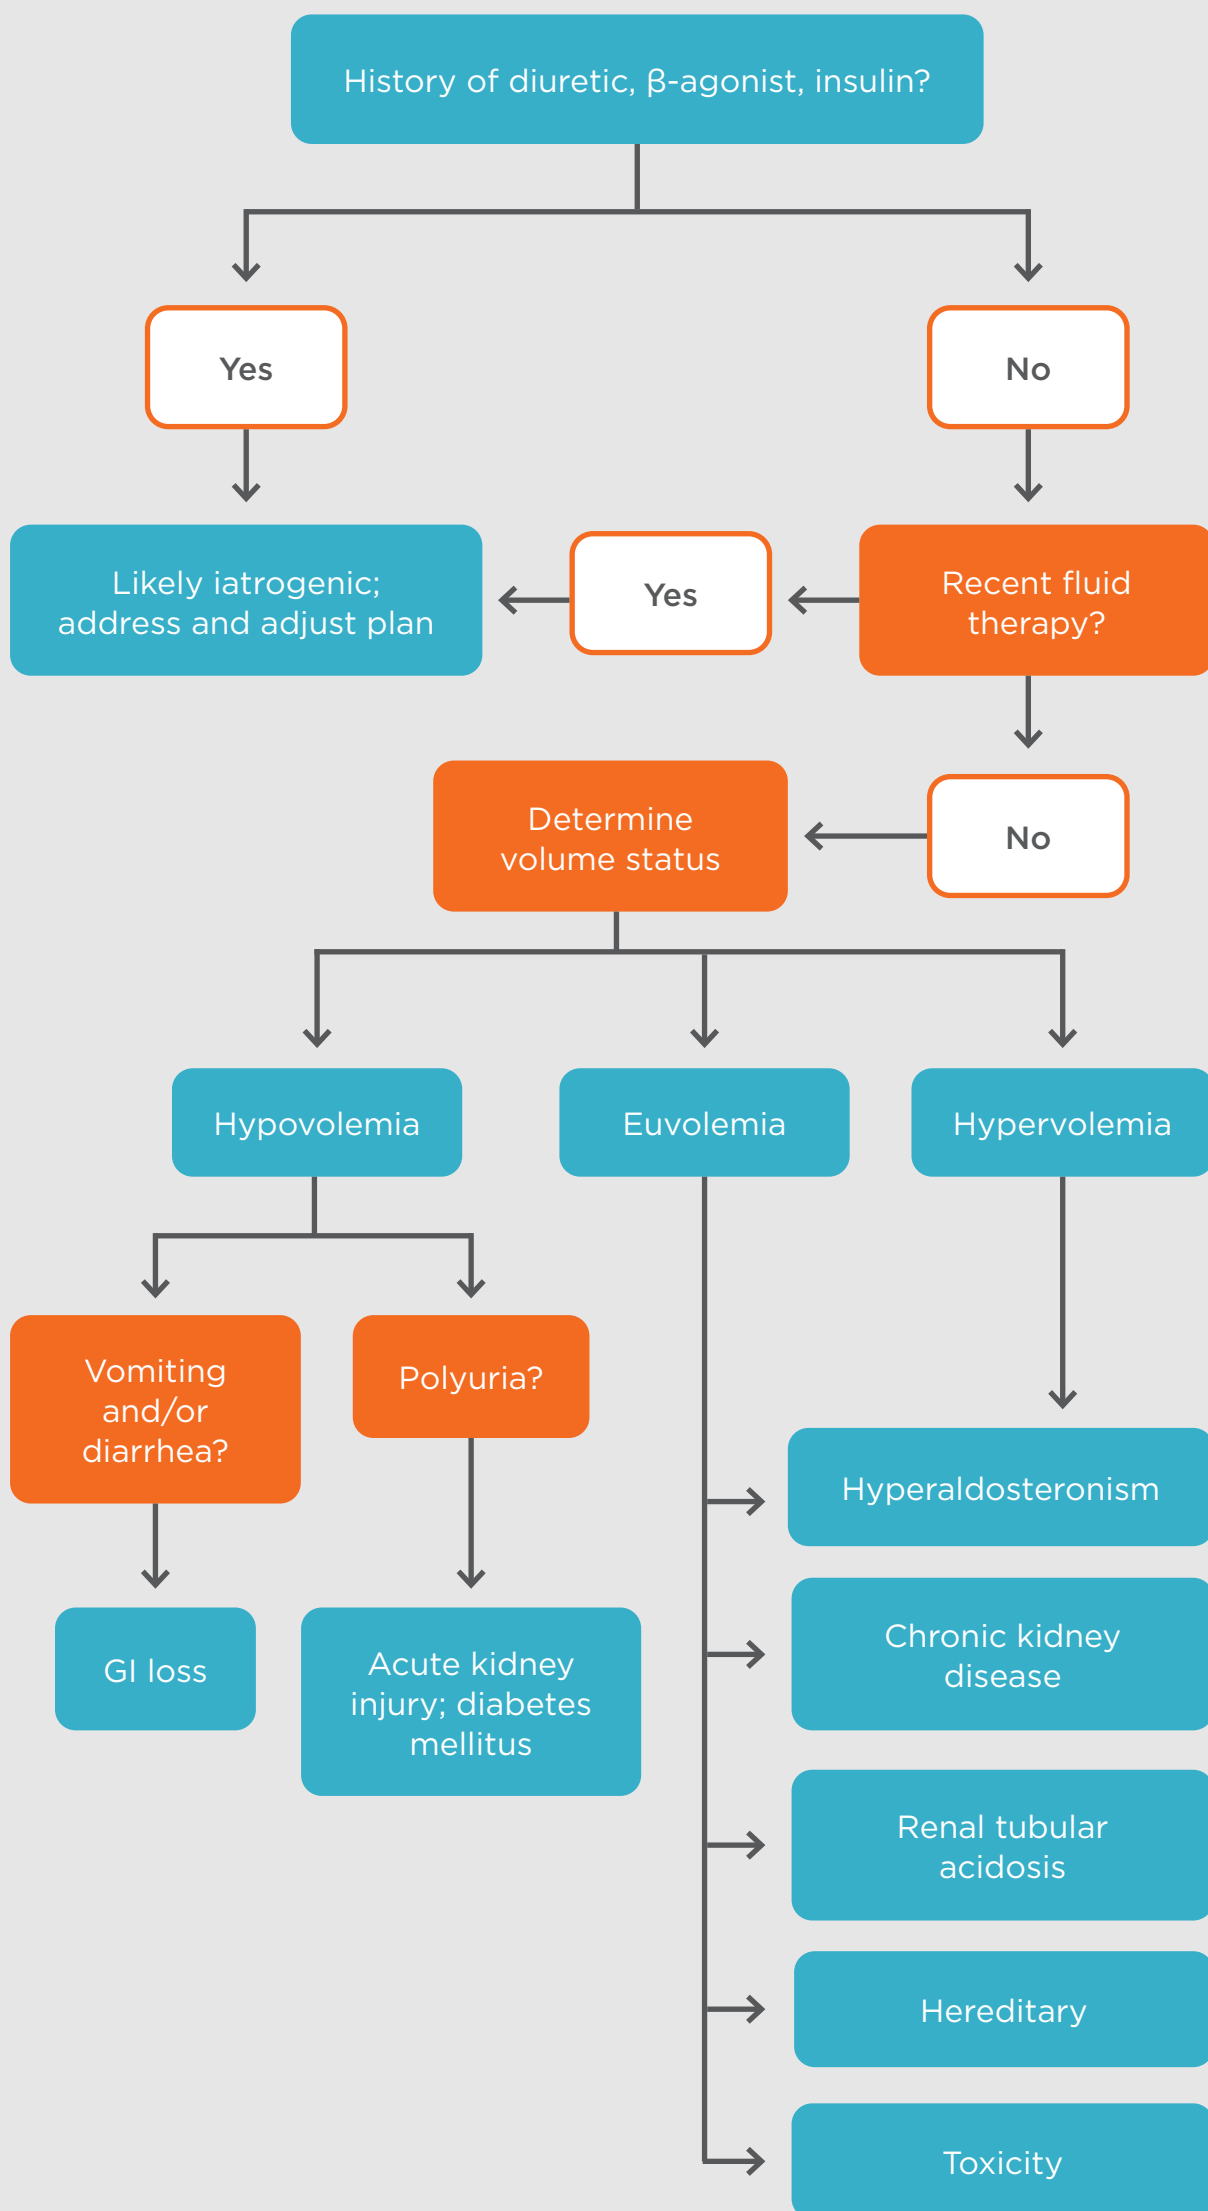 History of diuretic, β-agonist, insulin?
Yes
No
Likely iatrogenic;
address and adjust plan
Yes
Recent fluid
therapy?
Determine
volume status
No
Hypovolemia
Euvolemia
Hypervolemia
Vomiting
and/or
diarrhea?
Polyuria?
Hyperaldosteronism
GI loss
Acute kidney
injury; diabetes
mellitus
Chronic kidney
disease
Renal tubular
acidosis
Hereditary
Toxicity